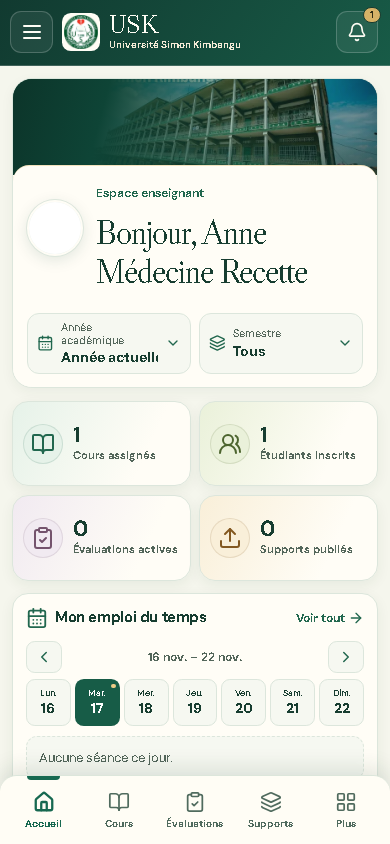 1
USK
Université Simon Kimbangu
Espace enseignant
Bonjour, Anne
Médecine Recette
Année
académique
Année actuelle
Semestre
Tous
1
Cours assignés
1
Étudiants inscrits
0
Évaluations actives
0
Supports publiés
Mon emploi du temps
Voir tout
16 nov. – 22 nov.
Lun. Mar. Mer. Jeu. Ven. Sam. Dim.
16 17 18 19 20 21 22
Aucune séance ce jour.
Accueil Cours Évaluations Supports Plus